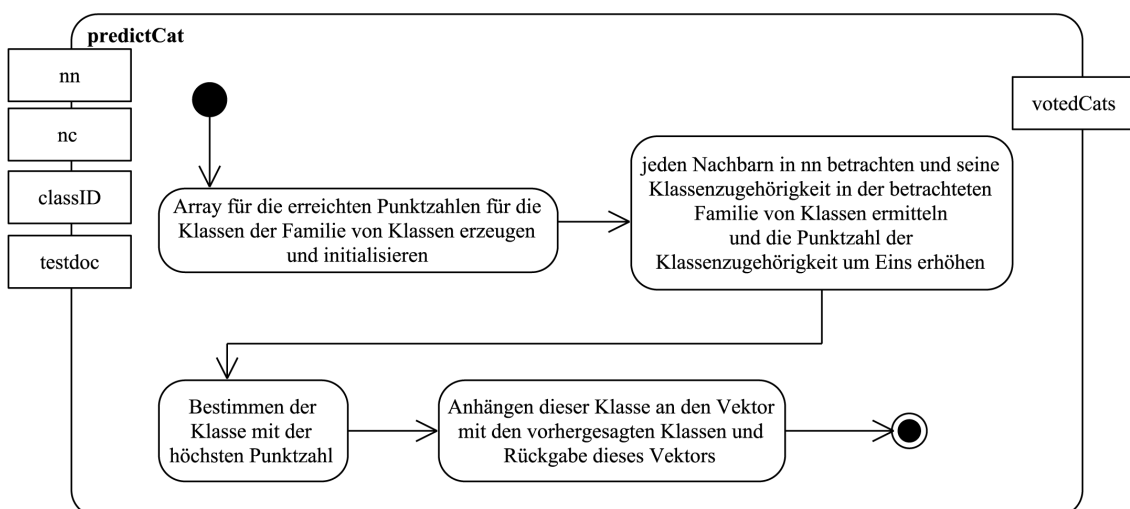 predictCat
nn
nc
classID
testdoc
votedCats
Array für die erreichten Punktzahlen für die
Klassen der Familie von Klassen erzeugen
und initialisieren
jeden Nachbarn in nn betrachten und seine
Klassenzugehörigkeit in der betrachteten
Familie von Klassen ermitteln
und die Punktzahl der
Klassenzugehörigkeit um Eins erhöhen
Bestimmen der
Klasse mit der
höchsten Punktzahl
Anhängen dieser Klasse an den Vektor
mit den vorhergesagten Klassen und
Rückgabe dieses Vektors